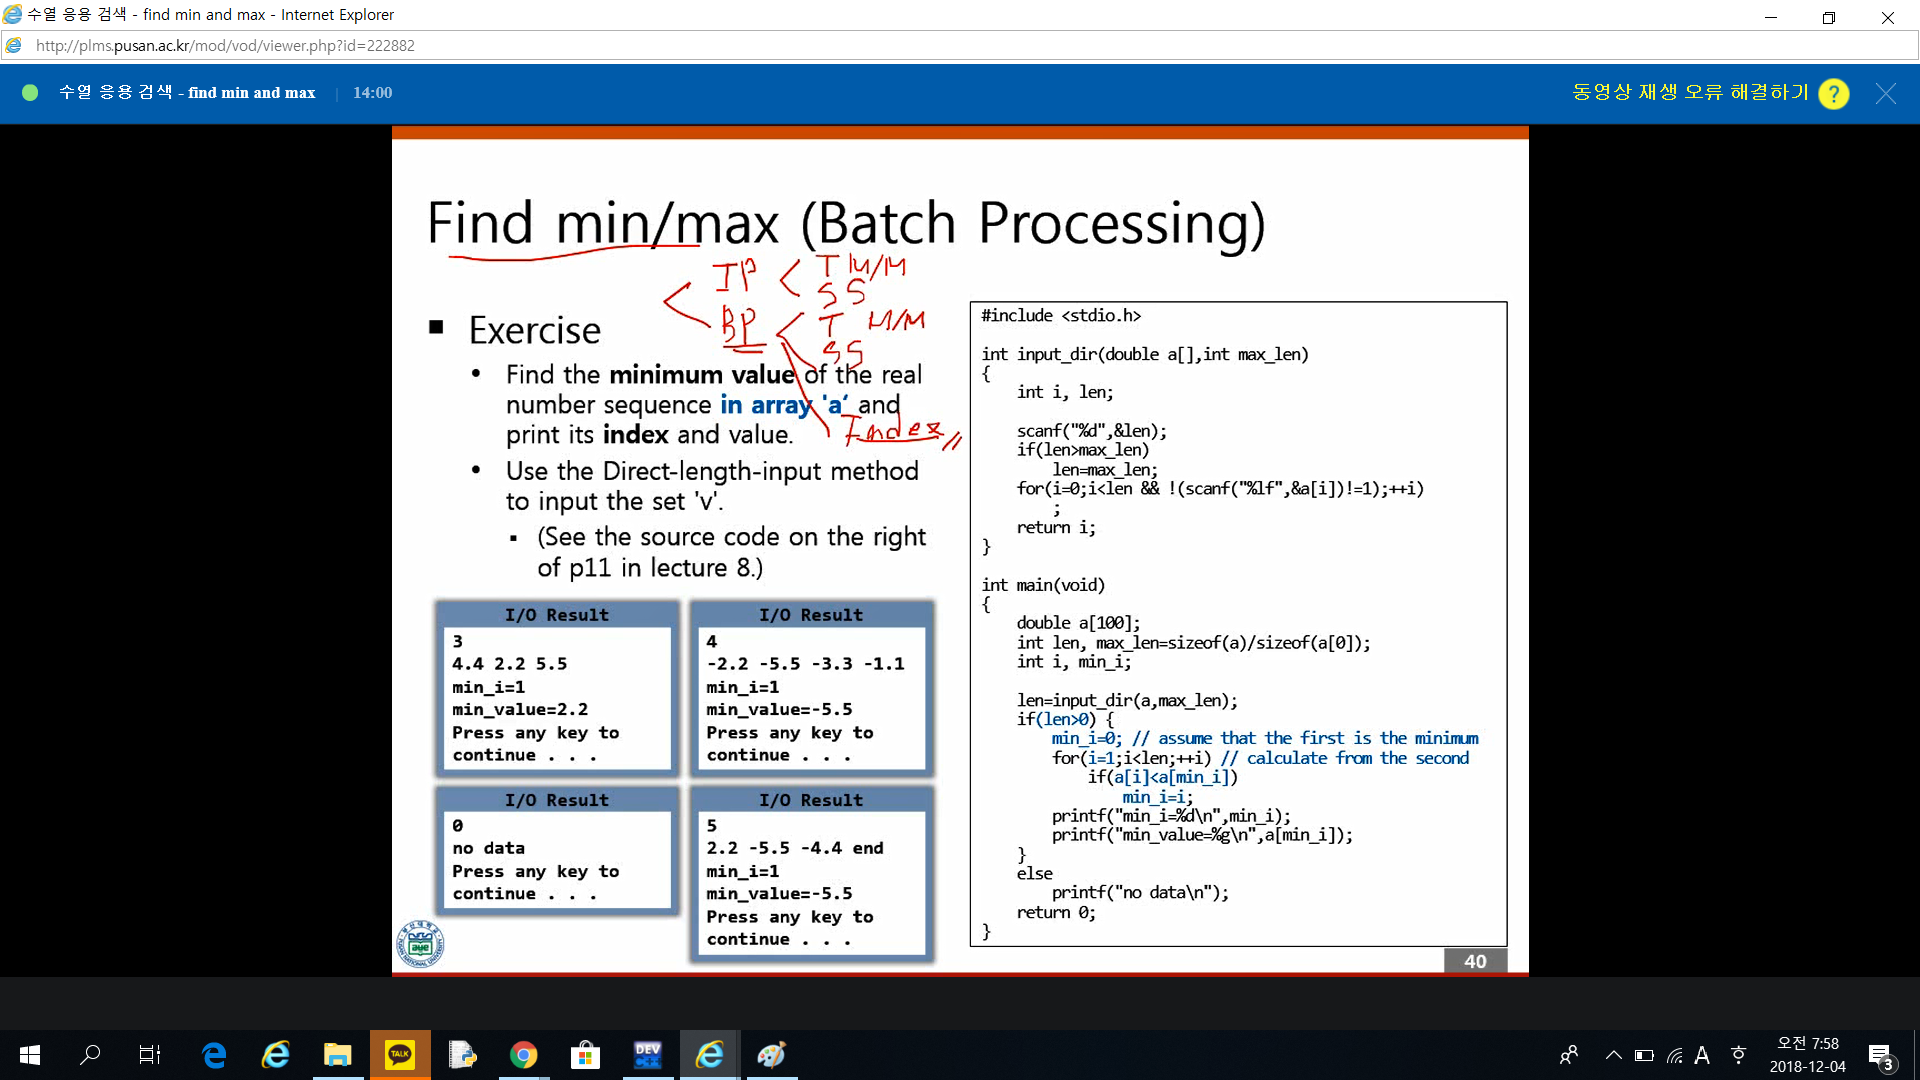 수열 응용 검색 - find min and max - Internet Explorer
http://plms.pusan.ac.kr/mod/vod/viewer.php?id=222882
수열 응용 검색 - find min and max | 14:00
동영상 재생 오류 해결하기 ?
Find min/max (Batch Processing)
IP < T M/M
SS
BP < T M/M
SS
Index
■ Exercise
• Find the minimum value of the real
number sequence in array 'a‘ and
print its index and value.
• Use the Direct-length-input method
to input the set 'v'.
▪ (See the source code on the right
of p11 in lecture 8.)
I/O Result
3
4.4 2.2 5.5
min_i=1
min_value=2.2
Press any key to
continue . . .
I/O Result
4
-2.2 -5.5 -3.3 -1.1
min_i=1
min_value=-5.5
Press any key to
continue . . .
I/O Result
0
no data
Press any key to
continue . . .
I/O Result
5
2.2 -5.5 -4.4 end
min_i=1
min_value=-5.5
Press any key to
continue . . .
#include <stdio.h>
int input_dir(double a[],int max_len)
{
int i, len;
scanf("%d",&len);
if(len>max_len)
len=max_len;
for(i=0;i<len && !(scanf("%lf",&a[i])!=1);++i)
;
return i;
}
int main(void)
{
double a[100];
int len, max_len=sizeof(a)/sizeof(a[0]);
int i, min_i;
len=input_dir(a,max_len);
if(len>0) {
min_i=0; // assume that the first is the minimum
for(i=1;i<len;++i) // calculate from the second
if(a[i]<a[min_i])
min_i=i;
printf("min_i=%d\n",min_i);
printf("min_value=%g\n",a[min_i]);
}
else
printf("no data\n");
return 0;
}
40
TALK
DEV
A
오전 7:58
2018-12-04
3